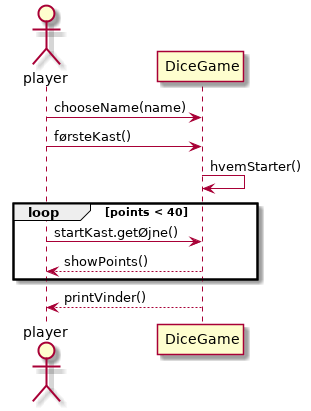 player
DiceGame
chooseName(name)
førsteKast()
hvemStarter()
loop [points < 40]
startKast.getØjne()
showPoints()
printVinder()
player
DiceGame